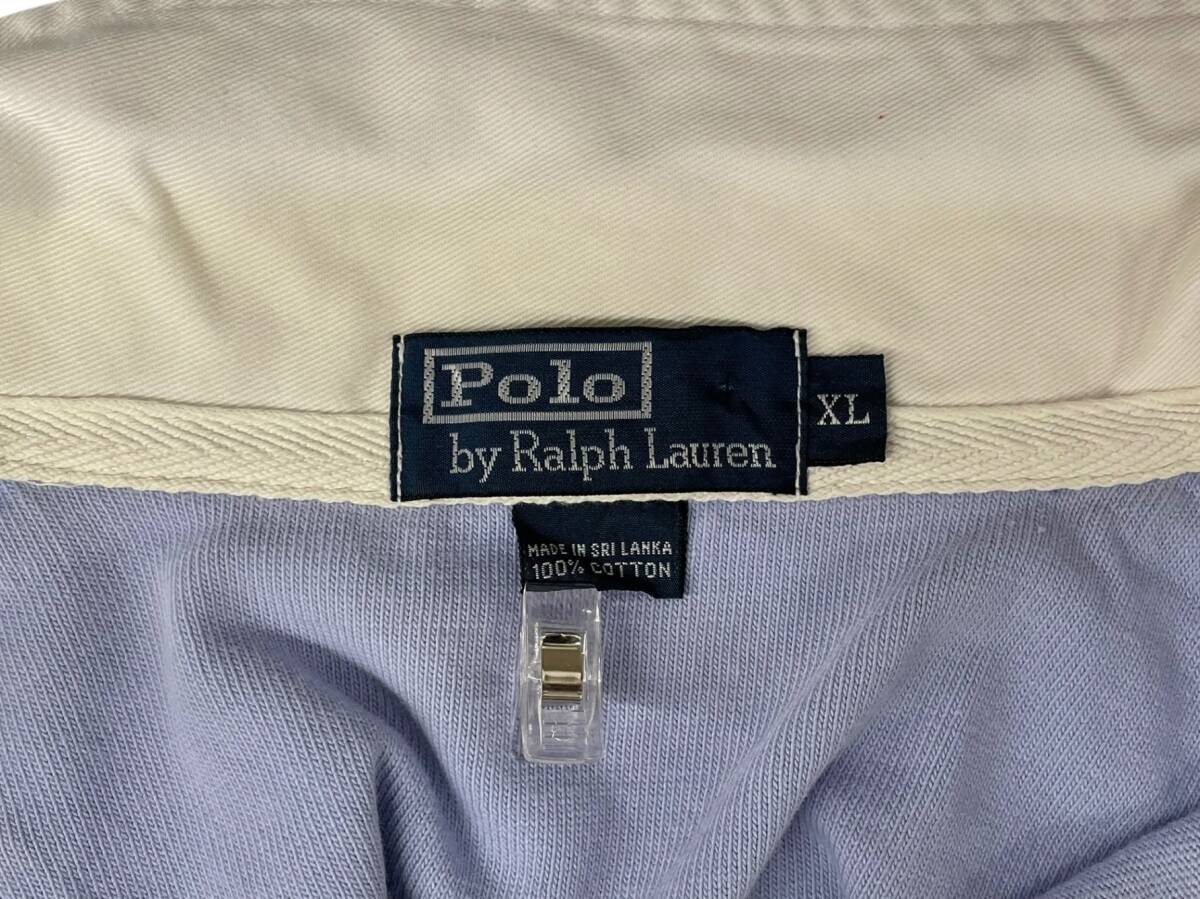 Polo
by Ralph Lauren
XL
MADE IN SRI LANKA
100% COTTON